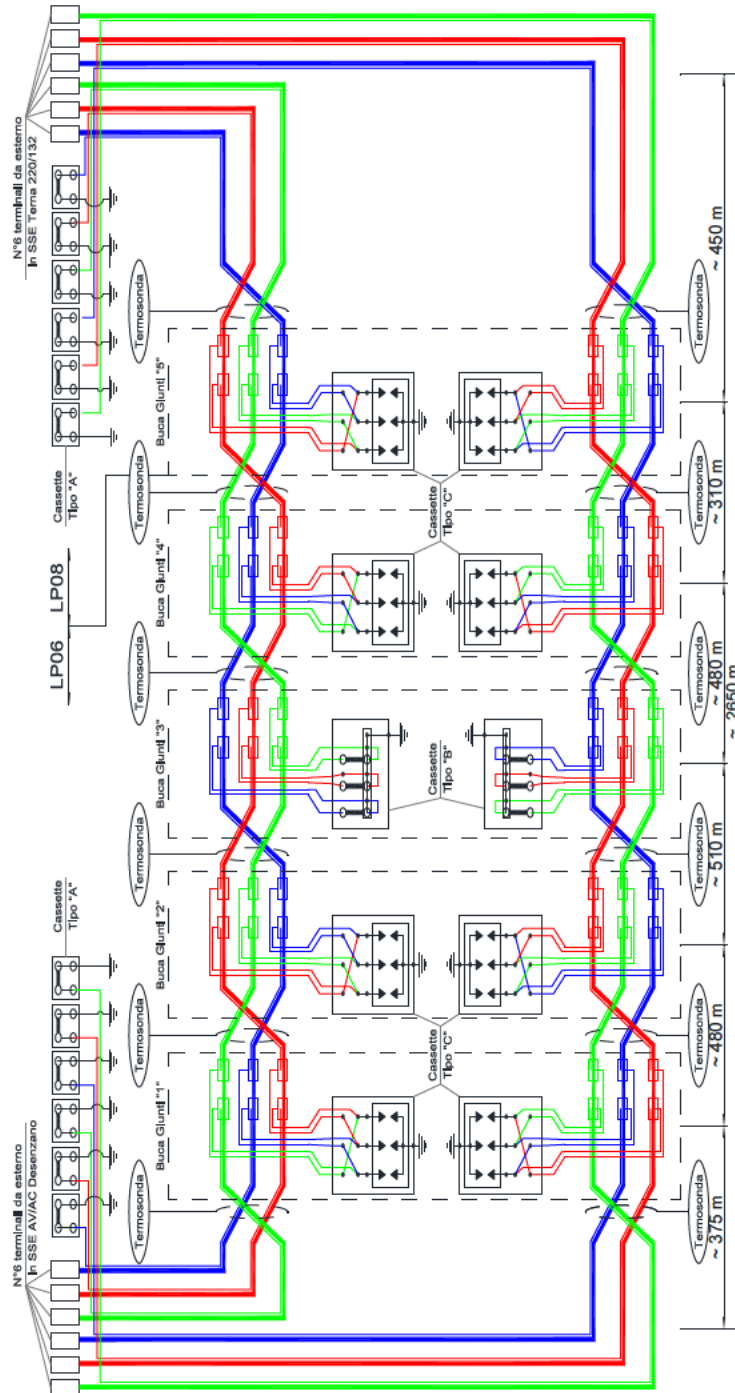 N°6 terminali da esterno
in SSE Terna 220/132
Cassette
Tipo "A"
LP06
LP08
Cassette
Tipo "A"
N°6 terminali da esterno
in SSE AV/AC Desenzano
Termosonda
Termosonda
Termosonda
Termosonda
Termosonda
Termosonda
Buca Giunti "5"
Buca Giunti "4"
Buca Giunti "3"
Buca Giunti "2"
Buca Giunti "1"
Cassette
Tipo "C"
Cassette
Tipo "B"
Cassette
Tipo "C"
Termosonda
Termosonda
Termosonda
Termosonda
Termosonda
Termosonda
~ 450 m
~ 310 m
~ 480 m
~ 510 m
~ 480 m
~ 375 m
~ 2650 m